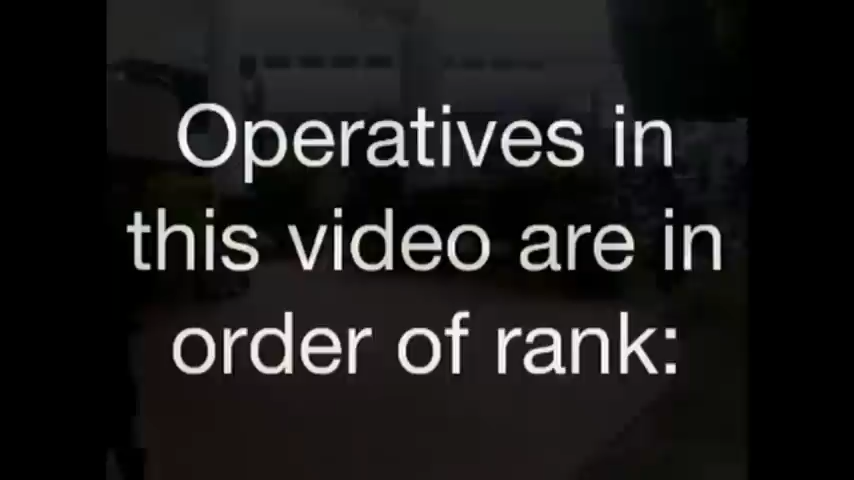 Operatives in
this video are in
order of rank: